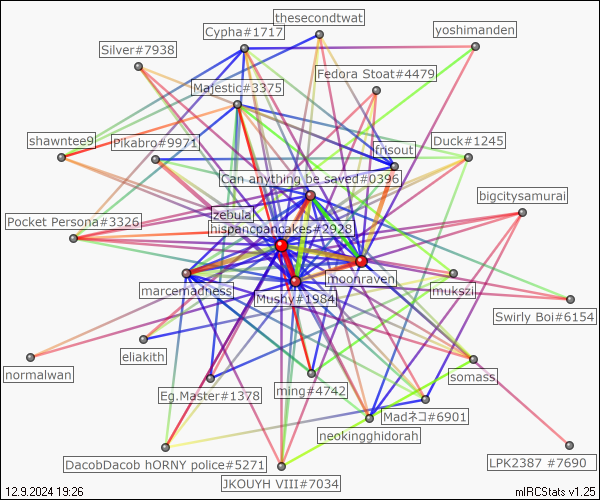 thesecondtwat
Cypha#1717
yoshimanden
Silver#7938
Fedora Stoat#4479
Majestic#3375
shawntee9
Pikabro#9971
frisout
Duck#1245
Can anything be saved#0396
bigcitysamurai
Pocket Persona#3326
zebula
hispancpancakes#2928
moonraven
marcemadness
Mushy#1984
mukszi
Swirly Boi#6154
eliakith
normalwan
somass
Eg.Master#1378
ming#4742
Madネコ#6901
neokingghidorah
DacobDacob hORNY police#5271
LPK2387 #7690
JKOUYH VIII#7034
12.9.2024 19:26
mIRCStats v1.25